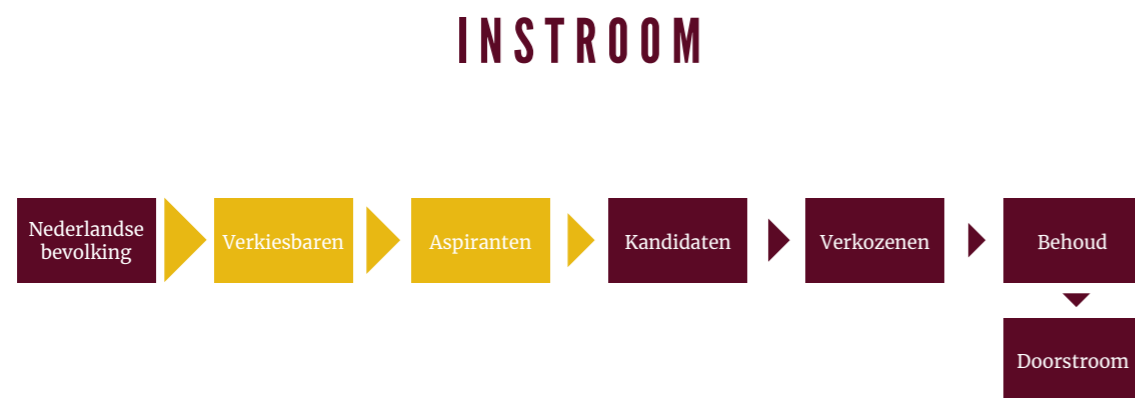 INSTROOM
Nederlandse
bevolking
Verkiesbaren
Aspiranten
Kandidaten
Verkozenen
Behoud
Doorstroom